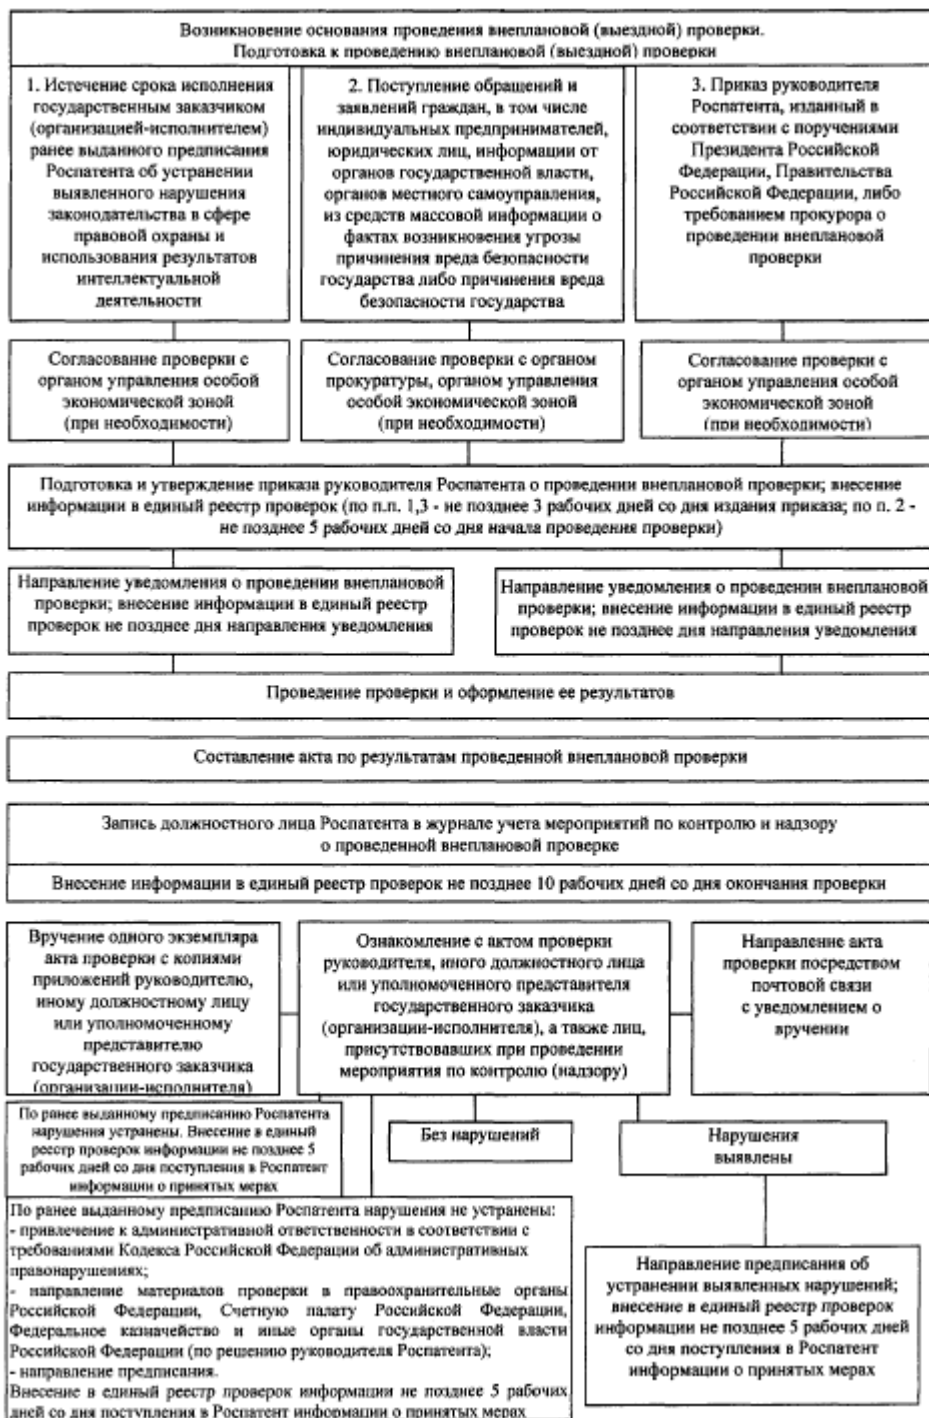 Возникновение основания проведения внеплановой (выездной) проверки.
Подготовка к проведению внеплановой (выездной) проверки
1. Истечение срока исполнения
государственным заказчиком
(организацией-исполнителем)
ранее выданного предписания
Роспатента об устранении
выявленного нарушения
законодательства в сфере
правовой охраны и
использования результатов
интеллектуальной
деятельности
2. Поступление обращений и
заявлений граждан, в том числе
индивидуальных предпринимателей,
юридических лиц, информации от
органов государственной власти,
органов местного самоуправления,
из средств массовой информации о
фактах возникновения угрозы
причинения вреда безопасности
государства либо причинения вреда
безопасности государства
3. Приказ руководителя
Роспатента, изданный в
соответствии с поручениями
Президента Российской
Федерации, Правительства
Российской Федерации, либо
требованием прокурора о
проведении внеплановой
проверки
Согласование проверки с
органом управления особой
экономической зоной
(при необходимости)
Согласование проверки с органом
прокуратуры, органом управления
особой экономической зоной
(при необходимости)
Согласование проверки с
органом управления особой
экономической зоной
(при необходимости)
Подготовка и утверждение приказа руководителя Роспатента о проведении внеплановой проверки; внесение
информации в единый реестр проверок (по п.п. 1,3 - не позднее 3 рабочих дней со дня издания приказа; по п. 2 -
не позднее 5 рабочих дней со дня начала проведения проверки)
Направление уведомления о проведении внеплановой
проверки; внесение информации в единый реестр
проверок не позднее дня направления уведомления
Направление уведомления о проведении внеплановой
проверки; внесение информации в единый реестр
проверок не позднее дня направления уведомления
Проведение проверки и оформление ее результатов
Составление акта по результатам проведенной внеплановой проверки
Запись должностного лица Роспатента в журнале учета мероприятий по контролю и надзору
о проведенной внеплановой проверке
Внесение информации в единый реестр проверок не позднее 10 рабочих дней со дня окончания проверки
Вручение одного экземпляра
акта проверки с копиями
приложений руководителю,
иному должностному лицу
или уполномоченному
представителю
государственного заказчика
(организации-исполнителя)
Ознакомление с актом проверки
руководителя, иного должностного лица
или уполномоченного представителя
государственного заказчика
(организации-исполнителя), а также лиц,
присутствовавших при проведении
мероприятия по контролю (надзору)
Направление акта
проверки посредством
почтовой связи
с уведомлением о
вручении
По ранее выданному предписанию Роспатента
нарушения устранены. Внесение в единый
реестр проверок информации не позднее 5
рабочих дней со дня поступления в Роспатент
информации о принятых мерах
Без нарушений
Нарушения
выявлены
По ранее выданному предписанию Роспатента нарушения не устранены:
- привлечение к административной ответственности в соответствии с
требованиями Кодекса Российской Федерации об административных
правонарушениях;
- направление материалов проверки в правоохранительные органы
Российской Федерации, Счетную палату Российской Федерации,
Федеральное казначейство и иные органы государственной власти
Российской Федерации (по решению руководителя Роспатента);
- направление предписания.
Внесение в единый реестр проверок информации не позднее 5 рабочих
дней со дня поступления в Роспатент информации о принятых мерах
Направление предписания об
устранении выявленных нарушений;
внесение в единый реестр проверок
информации не позднее 5 рабочих дней
со дня поступления в Роспатент
информации о принятых мерах